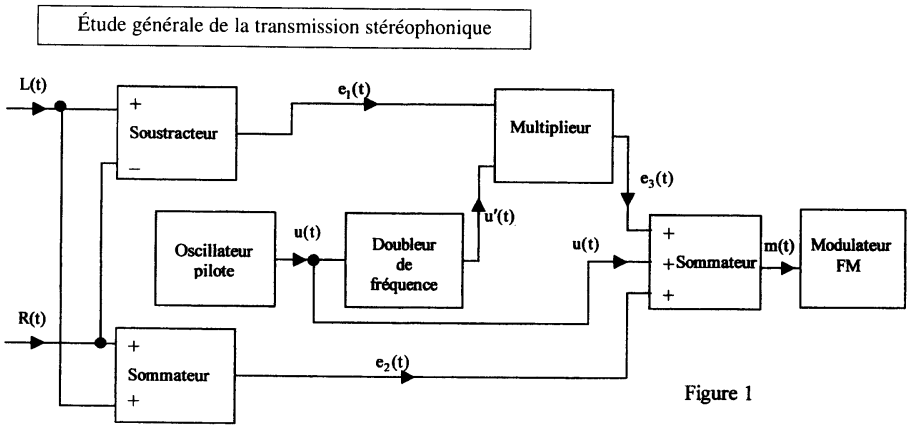 Étude générale de la transmission stéréophonique
L(t)
+
Soustracteur
−
e₁(t)
Multiplieur
e₃(t)
u'(t)
Oscillateur
pilote
u(t)
Doubleur
de
fréquence
u(t)
+
+
Sommateur
+
m(t)
Modulateur
FM
R(t)
+
Sommateur
+
e₂(t)
Figure 1